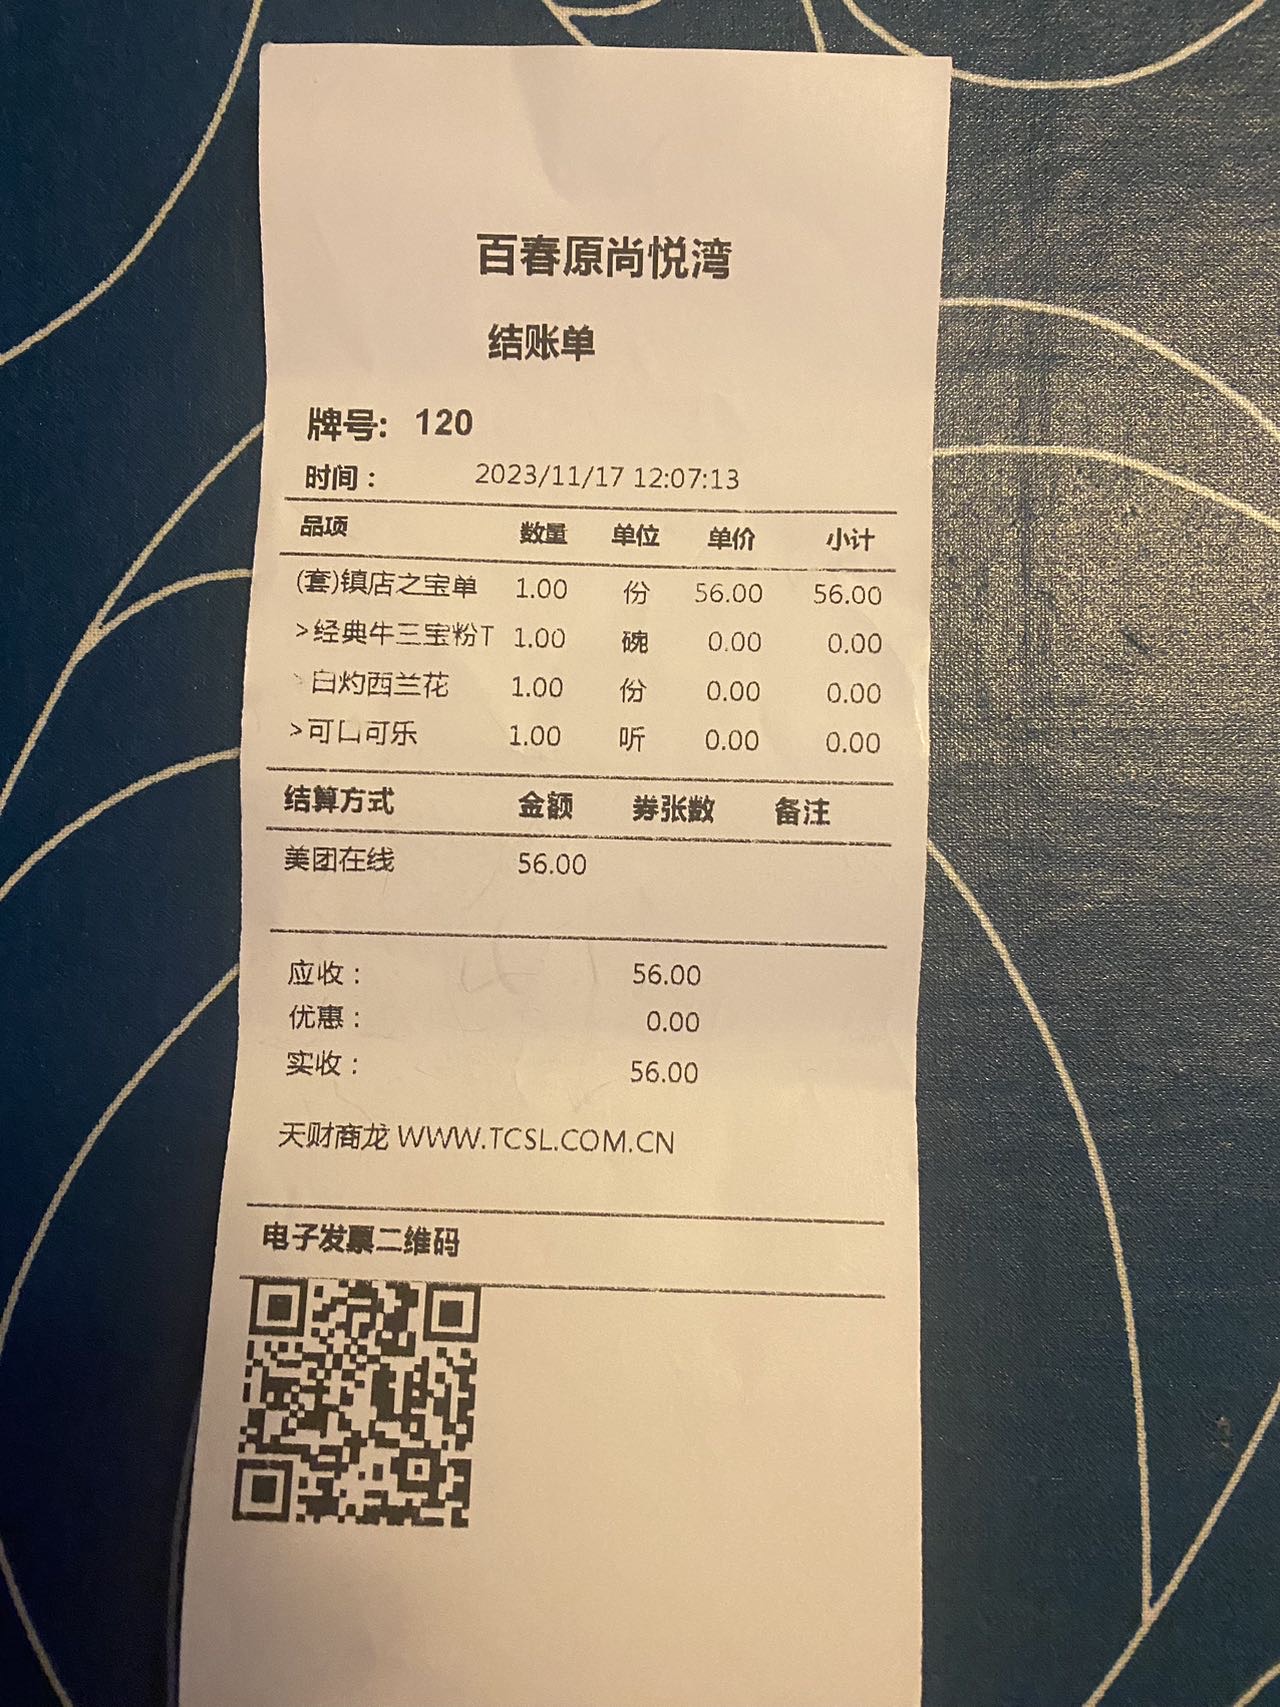 百春原尚悦湾
结账单
牌号: 120
时间： 2023/11/17 12:07:13
品项 数量 单位 单价 小计
(套)镇店之宝单 1.00 份 56.00 56.00
>经典牛三宝粉T 1.00 碗 0.00 0.00
>白灼西兰花 1.00 份 0.00 0.00
>可口可乐 1.00 听 0.00 0.00
结算方式 金额 券张数 备注
美团在线 56.00
应收： 56.00
优惠： 0.00
实收： 56.00
天财商龙 WWW.TCSL.COM.CN
电子发票二维码